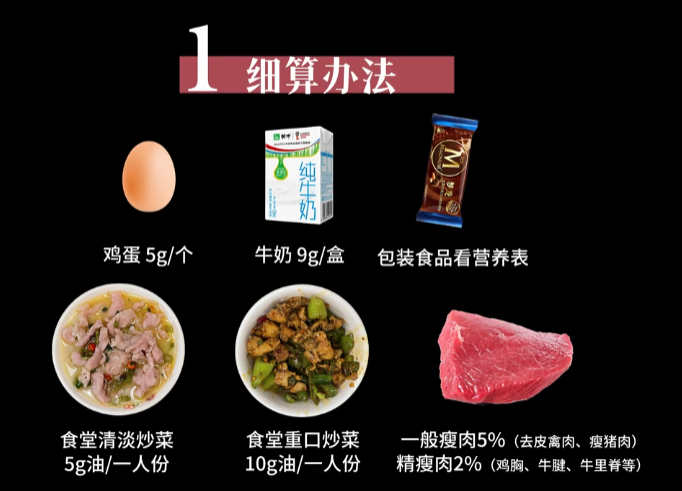 1 细算办法
蒙牛
纯牛奶
M
鸡蛋 5g/个
牛奶 9g/盒
包装食品看营养表
食堂清淡炒菜
5g油/一人份
食堂重口炒菜
10g油/一人份
一般瘦肉5%（去皮禽肉、瘦猪肉）
精瘦肉2%（鸡胸、牛腱、牛里脊等）